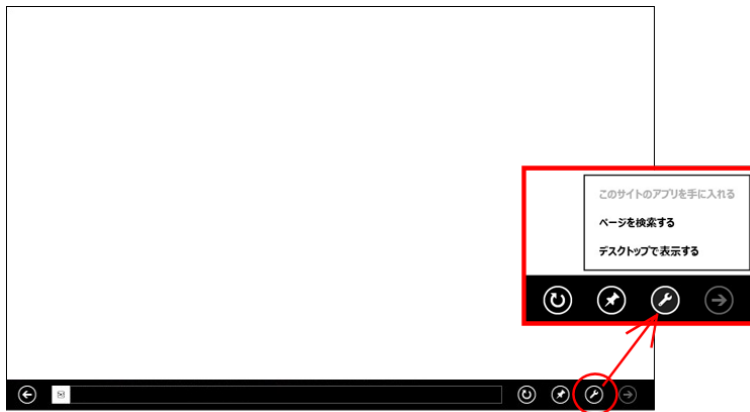 このサイトのアプリを手に入れる
ページを検索する
デスクトップで表示する